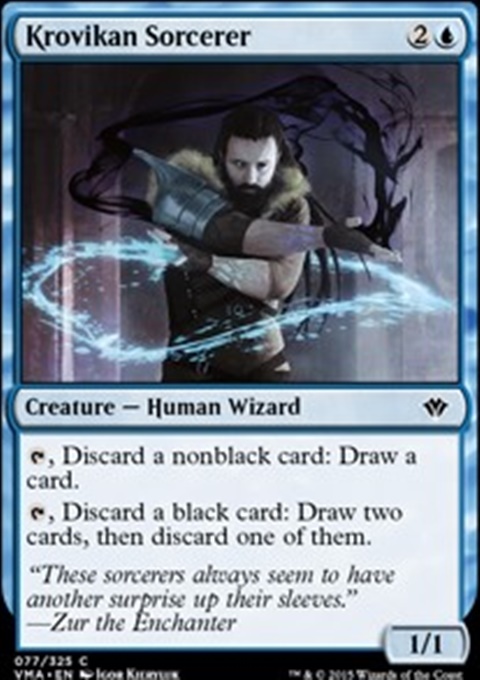 Krovikan Sorcerer 2
Creature — Human Wizard
, Discard a nonblack card: Draw a
card.
, Discard a black card: Draw two
cards, then discard one of them.
"These sorcerers always seem to have
another surprise up their sleeves."
—Zur the Enchanter
1/1
077/325 C
VMA • EN Igor Kieryluk ™ & © 2015 Wizards of the Coast